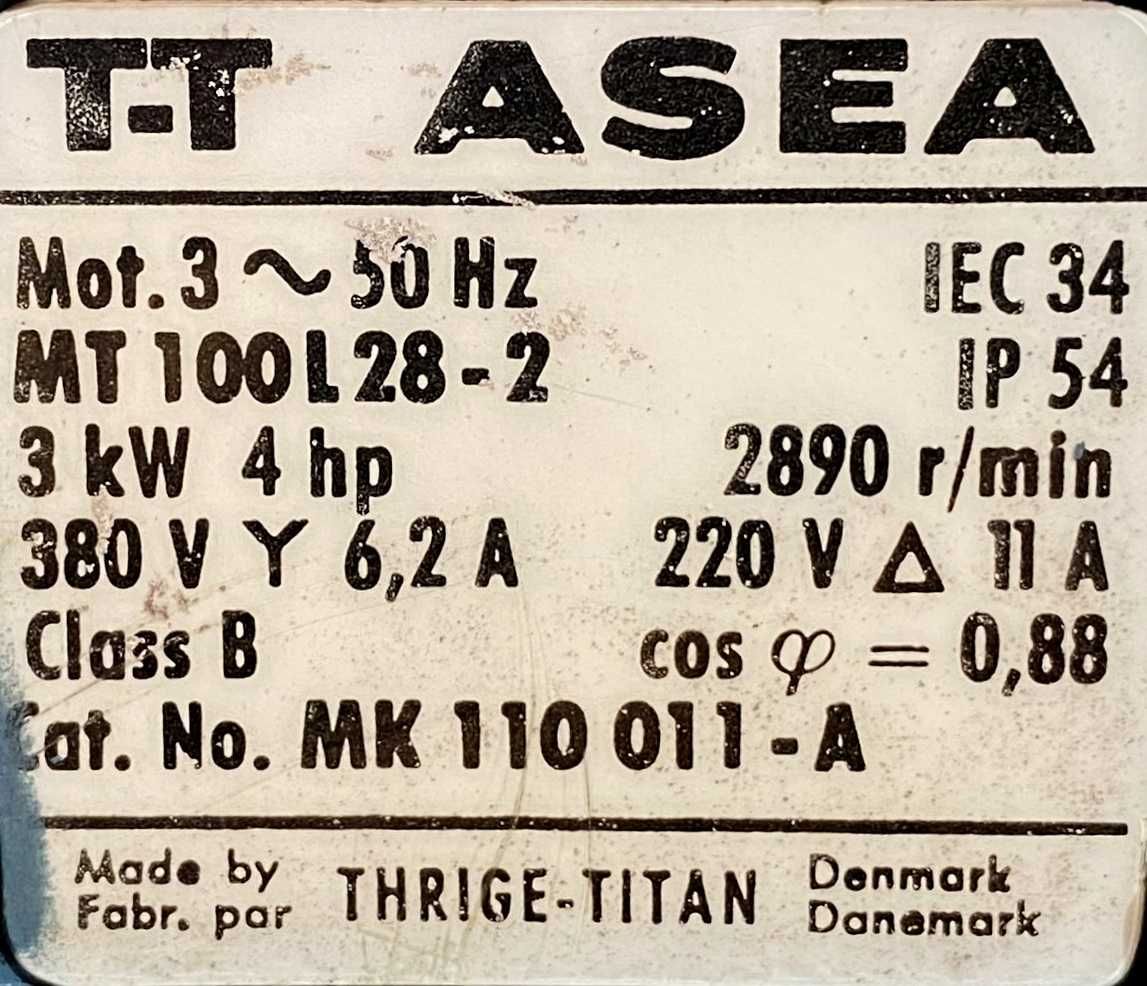 T-T ASEA
Mot. 3 ~ 50 Hz IEC 34
MT 100 L 28 - 2 IP 54
3 kW 4 hp 2890 r/min
380 V Y 6,2 A 220 V Δ 11 A
Class B cos φ = 0,88
Cat. No. MK 110 011 - A
Made by THRIGE-TITAN Denmark
Fabr. par Danemark